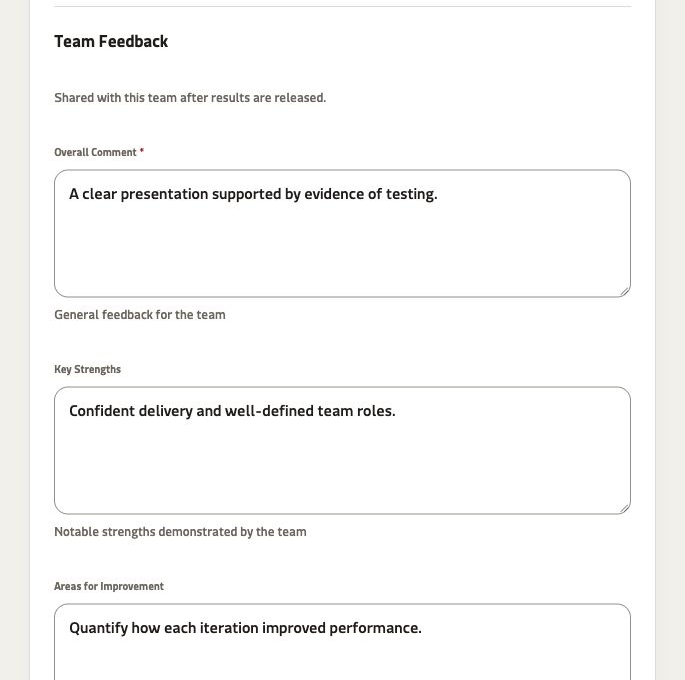 Team Feedback
Shared with this team after results are released.
Overall Comment *
A clear presentation supported by evidence of testing.
General feedback for the team
Key Strengths
Confident delivery and well-defined team roles.
Notable strengths demonstrated by the team
Areas for Improvement
Quantify how each iteration improved performance.